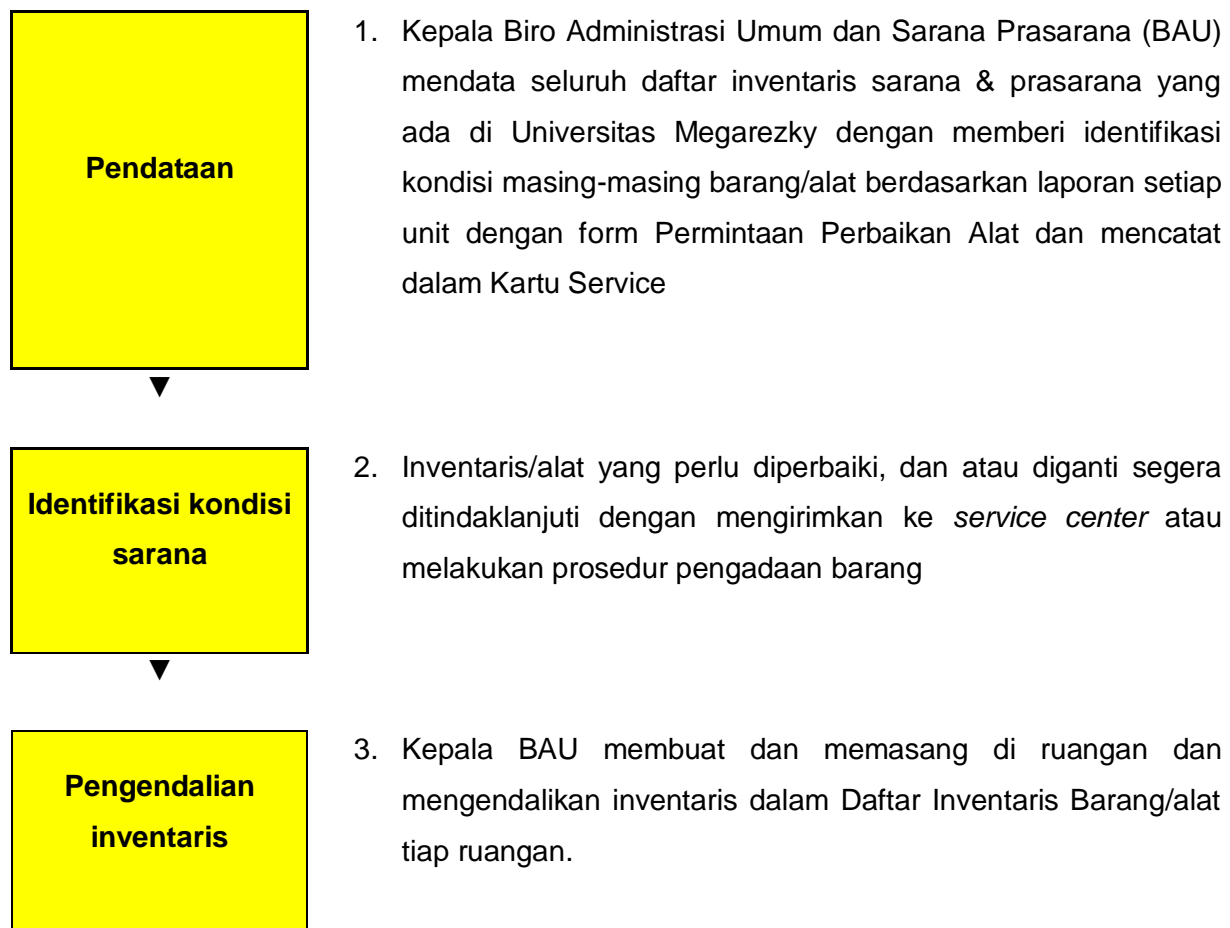 Pendataan
1. Kepala Biro Administrasi Umum dan Sarana Prasarana (BAU)
mendata seluruh daftar inventaris sarana & prasarana yang
ada di Universitas Megarezky dengan memberi identifikasi
kondisi masing-masing barang/alat berdasarkan laporan setiap
unit dengan form Permintaan Perbaikan Alat dan mencatat
dalam Kartu Service
Identifikasi kondisi
sarana
2. Inventaris/alat yang perlu diperbaiki, dan atau diganti segera
ditindaklanjuti dengan mengirimkan ke service center atau
melakukan prosedur pengadaan barang
Pengendalian
inventaris
3. Kepala BAU membuat dan memasang di ruangan dan
mengendalikan inventaris dalam Daftar Inventaris Barang/alat
tiap ruangan.